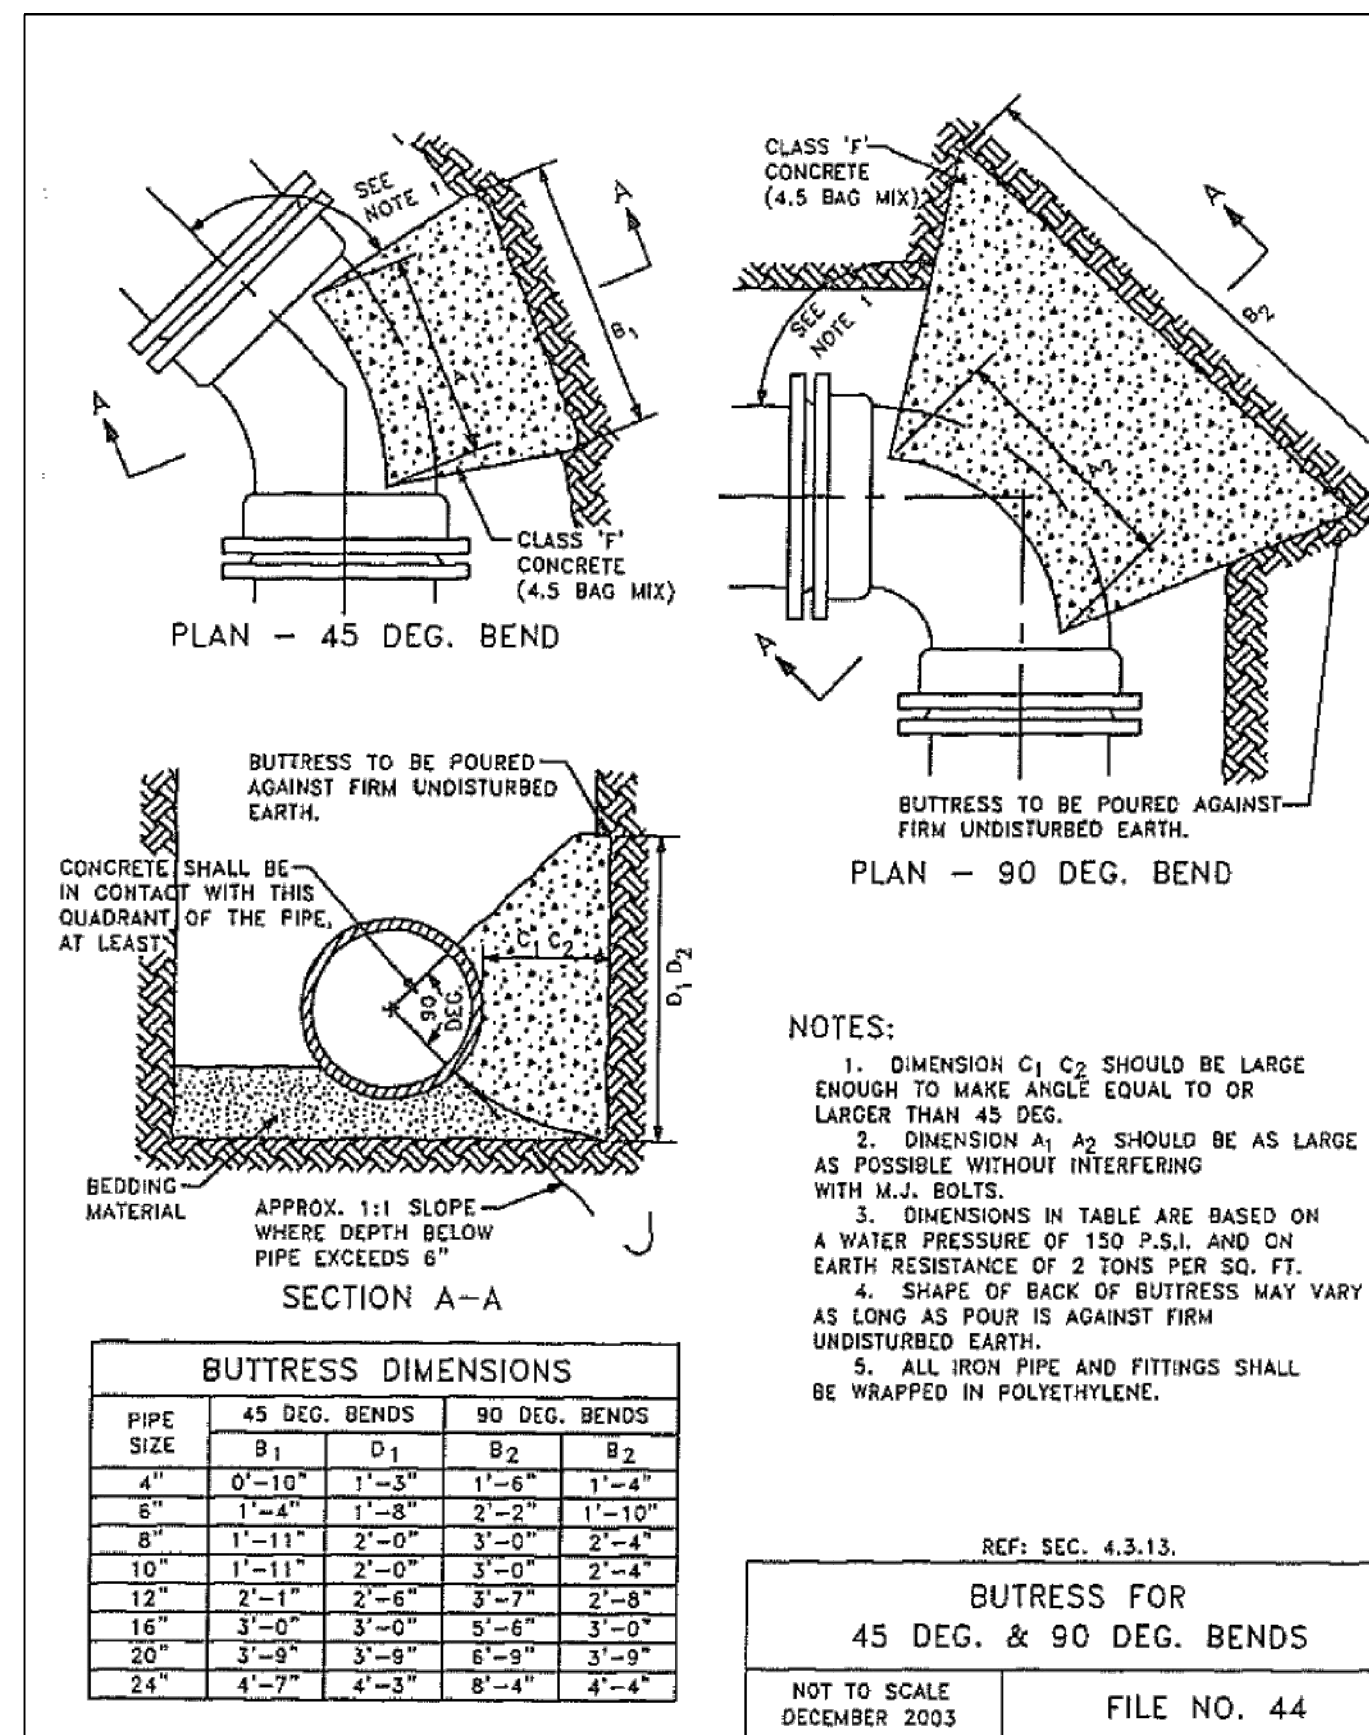 SEE
NOTE 1
A
B1
A1
A
CLASS 'F'
CONCRETE
(4.5 BAG MIX)
PLAN - 45 DEG. BEND
CLASS 'F'
CONCRETE
(4.5 BAG MIX)
A
SEE
NOTE 1
B2
A2
A
BUTTRESS TO BE POURED AGAINST
FIRM UNDISTURBED EARTH.
PLAN - 90 DEG. BEND
BUTTRESS TO BE POURED
AGAINST FIRM UNDISTURBED
EARTH.
CONCRETE SHALL BE
IN CONTACT WITH THIS
QUADRANT OF THE PIPE,
AT LEAST
C1 C2
90
DEG.
D1 D2
BEDDING
MATERIAL
APPROX. 1:1 SLOPE
WHERE DEPTH BELOW
PIPE EXCEEDS 6"
SECTION A-A
NOTES:
1. DIMENSION C1 C2 SHOULD BE LARGE
ENOUGH TO MAKE ANGLE EQUAL TO OR
LARGER THAN 45 DEG.
2. DIMENSION A1 A2 SHOULD BE AS LARGE
AS POSSIBLE WITHOUT INTERFERING
WITH M.J. BOLTS.
3. DIMENSIONS IN TABLE ARE BASED ON
A WATER PRESSURE OF 150 P.S.I. AND ON
EARTH RESISTANCE OF 2 TONS PER SQ. FT.
4. SHAPE OF BACK OF BUTTRESS MAY VARY
AS LONG AS POUR IS AGAINST FIRM
UNDISTURBED EARTH.
5. ALL IRON PIPE AND FITTINGS SHALL
BE WRAPPED IN POLYETHYLENE.
BUTTRESS DIMENSIONS
PIPE SIZE 45 DEG. BENDS 90 DEG. BENDS
B1 D1 B2 B2
4" 0'-10" 1'-3" 1'-6" 1'-4"
6" 1'-4" 1'-8" 2'-2" 1'-10"
8" 1'-11" 2'-0" 3'-0" 2'-4"
10" 1'-11" 2'-0" 3'-0" 2'-4"
12" 2'-1" 2'-6" 3'-7" 2'-8"
16" 3'-0" 3'-0" 5'-6" 3'-0"
20" 3'-9" 3'-9" 6'-9" 3'-9"
24" 4'-7" 4'-3" 8'-4" 4'-4"
REF: SEC. 4.3.13.
BUTRESS FOR
45 DEG. & 90 DEG. BENDS
NOT TO SCALE
DECEMBER 2003
FILE NO. 44